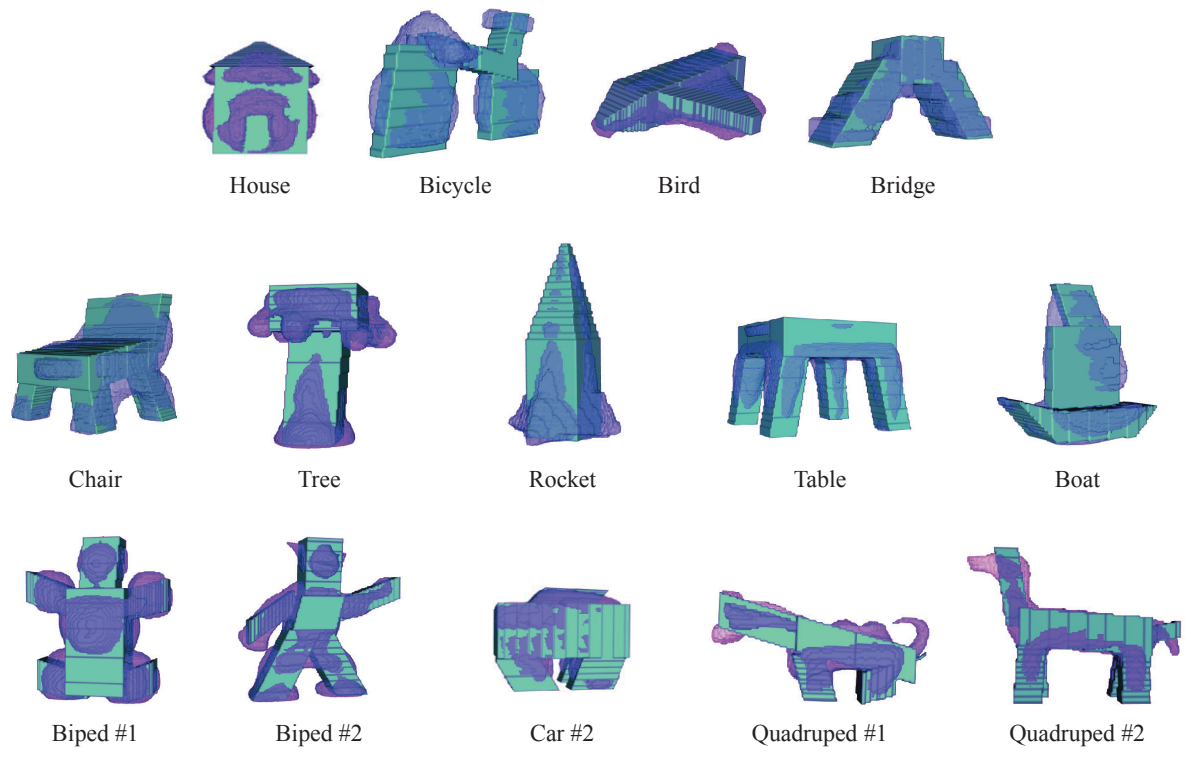 House
Bicycle
Bird
Bridge
Chair
Tree
Rocket
Table
Boat
Biped #1
Biped #2
Car #2
Quadruped #1
Quadruped #2